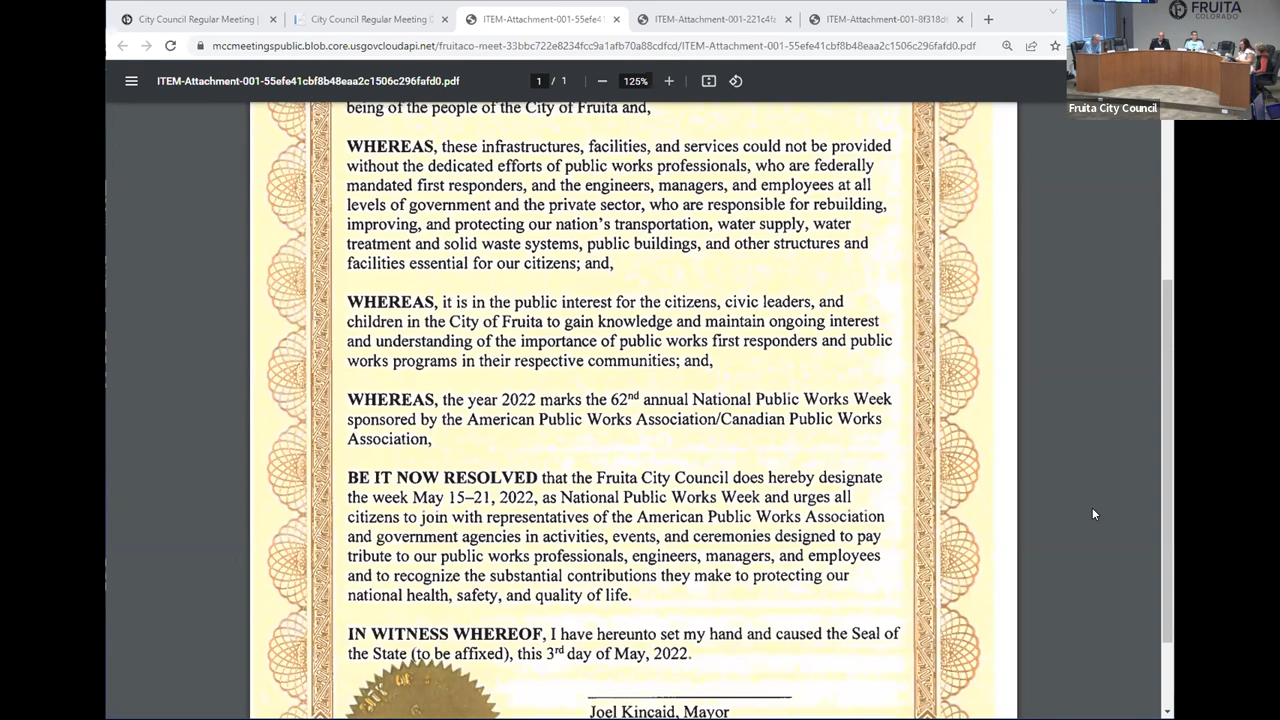 City Council Regular Meeting |
City Council Regular Meeting
ITEM-Attachment-001-55efe41
ITEM-Attachment-001-221c4fa
ITEM-Attachment-001-8f318d
mccmeetingspublic.blob.core.usgovcloudapi.net/fruitaco-meet-33bbc722e8234fcc9a1afb70a88cdfcd/ITEM-Attachment-001-55efe41cbf8b48eaa2c1506c296fafd0.pdf
FRUITA
COLORADO
Fruita City Council
ITEM-Attachment-001-55efe41cbf8b48eaa2c1506c296fafd0.pdf
1 / 1
125%
being of the people of the City of Fruita and,
WHEREAS, these infrastructures, facilities, and services could not be provided
without the dedicated efforts of public works professionals, who are federally
mandated first responders, and the engineers, managers, and employees at all
levels of government and the private sector, who are responsible for rebuilding,
improving, and protecting our nation's transportation, water supply, water
treatment and solid waste systems, public buildings, and other structures and
facilities essential for our citizens; and,
WHEREAS, it is in the public interest for the citizens, civic leaders, and
children in the City of Fruita to gain knowledge and maintain ongoing interest
and understanding of the importance of public works first responders and public
works programs in their respective communities; and,
WHEREAS, the year 2022 marks the 62nd annual National Public Works Week
sponsored by the American Public Works Association/Canadian Public Works
Association,
BE IT NOW RESOLVED that the Fruita City Council does hereby designate
the week May 15–21, 2022, as National Public Works Week and urges all
citizens to join with representatives of the American Public Works Association
and government agencies in activities, events, and ceremonies designed to pay
tribute to our public works professionals, engineers, managers, and employees
and to recognize the substantial contributions they make to protecting our
national health, safety, and quality of life.
IN WITNESS WHEREOF, I have hereunto set my hand and caused the Seal of
the State (to be affixed), this 3rd day of May, 2022.
Joel Kincaid, Mayor